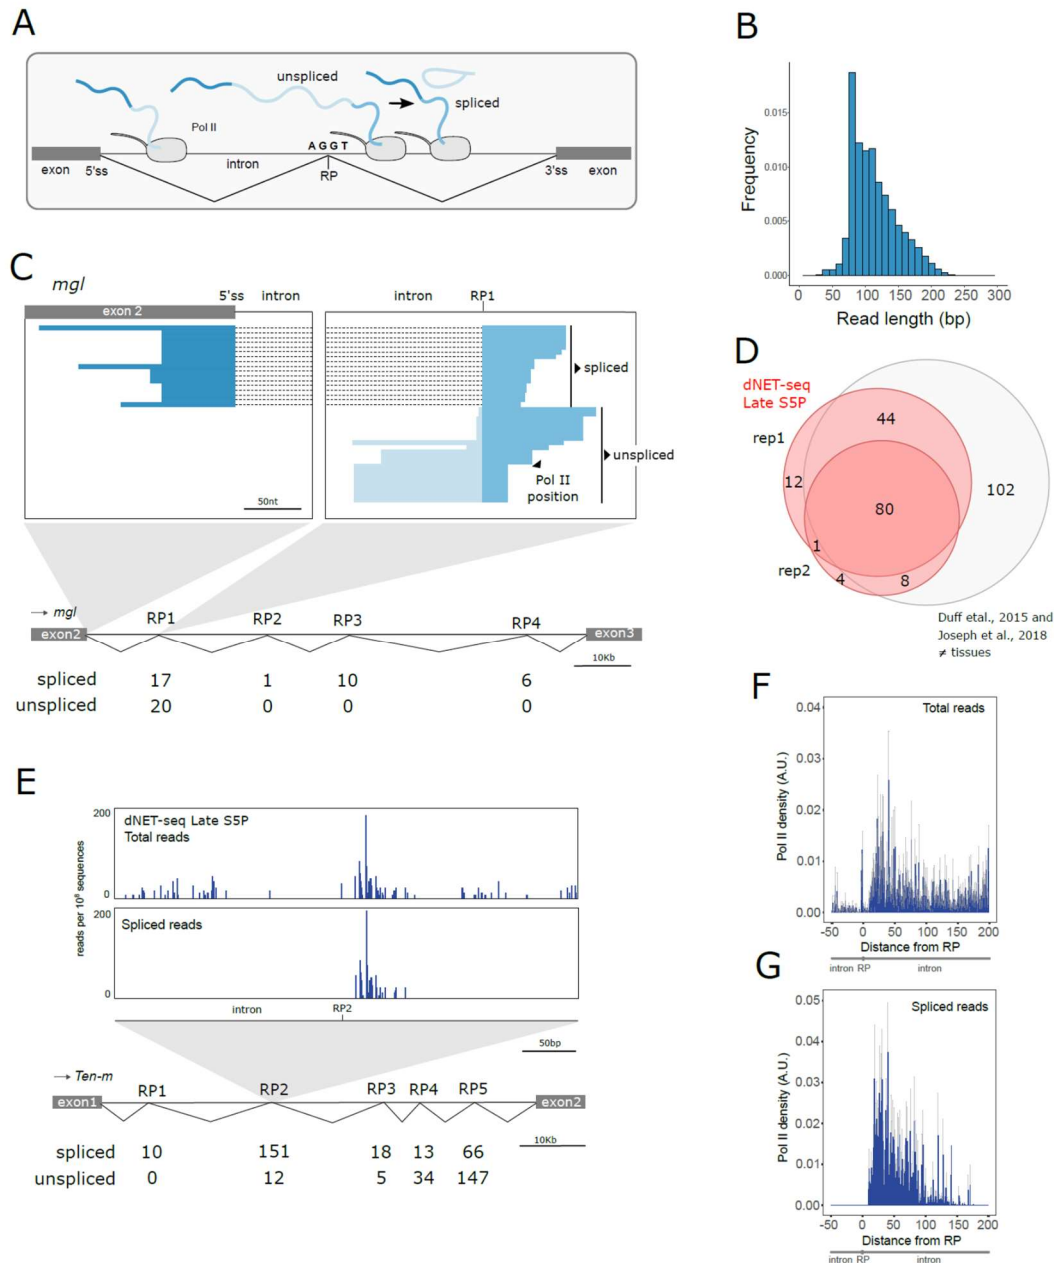 A
unspliced
spliced
Pol II
AGGT
exon
5'ss
intron
RP
3'ss
exon
B
Frequency
0.015
0.010
0.005
0.000
0 50 100 150 200 250 300
Read length (bp)
C
mgl
5'ss intron
exon 2
intron RP1
spliced
unspliced
Pol II
position
50nt
→ mgl
RP1 RP2 RP3 RP4
exon2 exon3
10Kb
spliced 17 1 10 6
unspliced 20 0 0 0
D
dNET-seq
Late S5P
rep1
44
12
102
80
1
rep2
4
8
Duff etal., 2015 and
Joseph et al., 2018
≠ tissues
E
reads per 10⁸ sequences
200
dNET-seq Late S5P
Total reads
0
200
Spliced reads
0
intron RP2
50bp
→ Ten-m
RP1 RP2 RP3 RP4 RP5
exon1 exon2
10Kb
spliced 10 151 18 13 66
unspliced 0 12 5 34 147
F
Total reads
Pol II density (A.U.)
0.04
0.03
0.02
0.01
0.00
-50 0 50 100 150 200
Distance from RP
intron RP intron
G
Spliced reads
Pol II density (A.U.)
0.05
0.04
0.03
0.02
0.01
0.00
-50 0 50 100 150 200
Distance from RP
intron RP intron